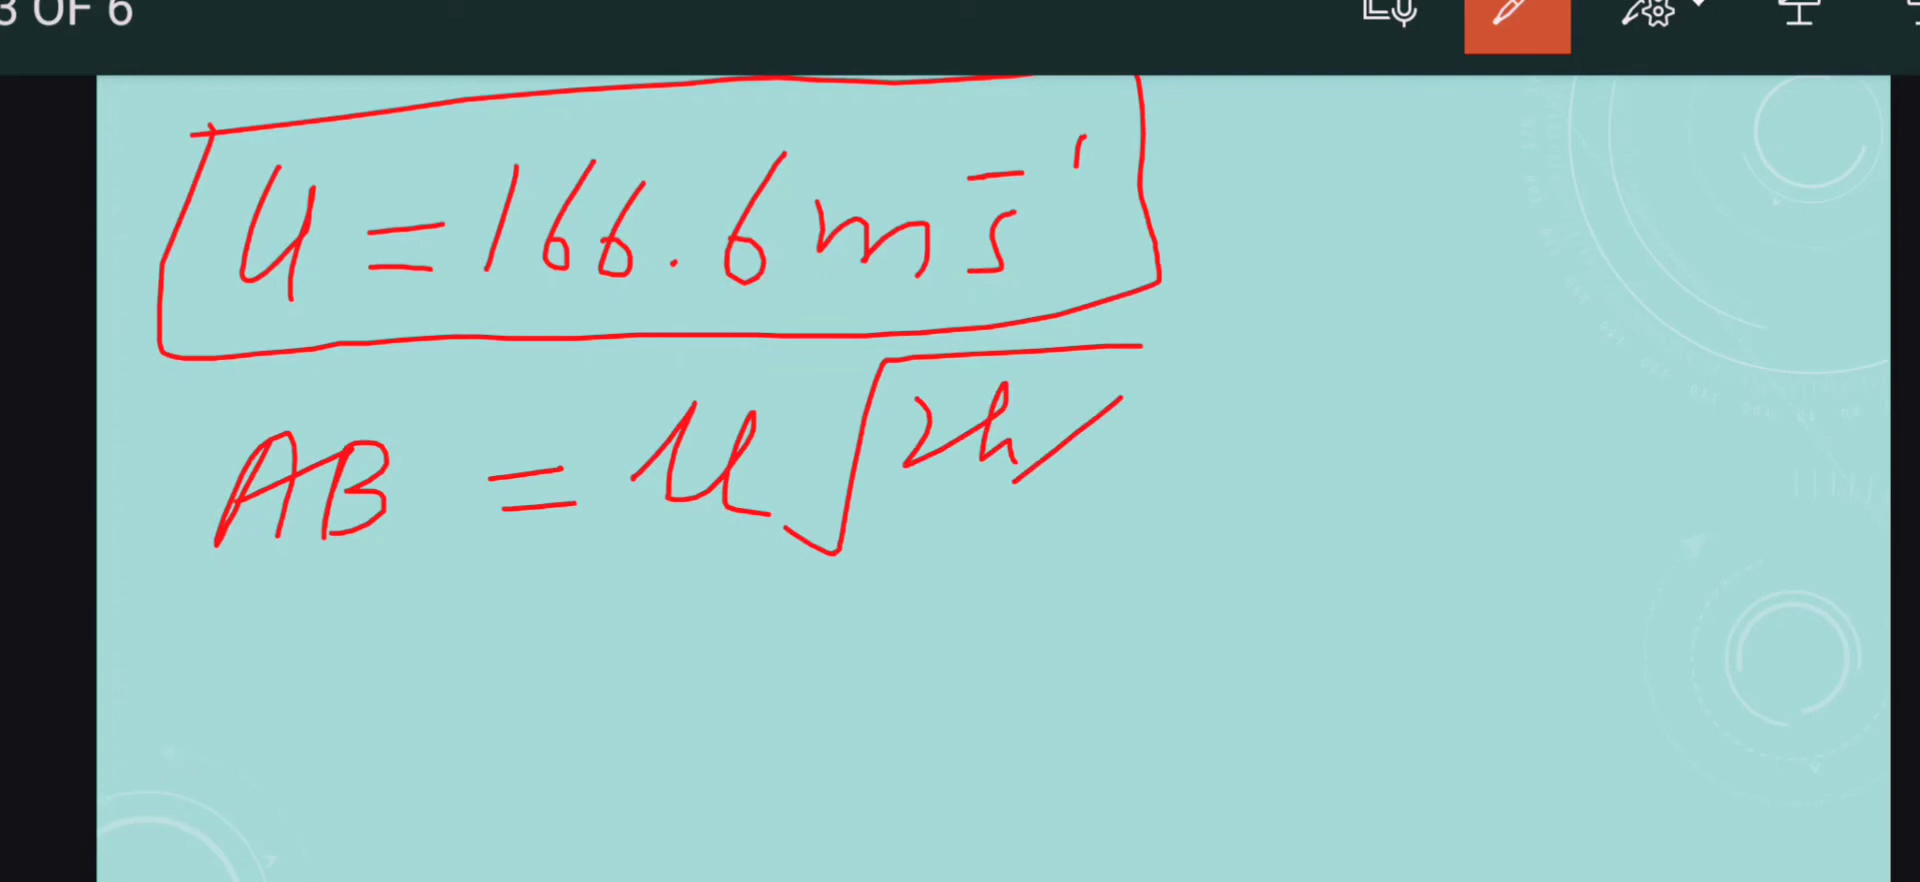 3 OF 6
u = 166.6 ms⁻¹
AB = u √2h/